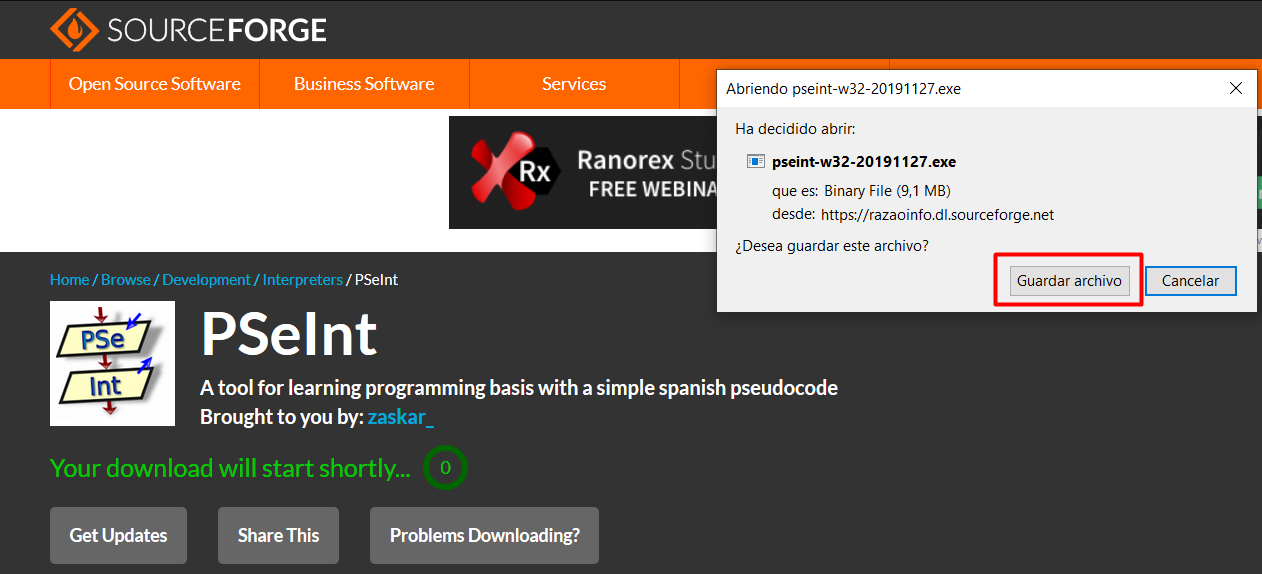 SOURCEFORGE
Open Source Software
Business Software
Services
Abriendo pseint-w32-20191127.exe
Ha decidido abrir:
pseint-w32-20191127.exe
que es: Binary File (9,1 MB)
desde: https://razaoinfo.dl.sourceforge.net
¿Desea guardar este archivo?
Guardar archivo
Cancelar
Rx
Ranorex Stu
FREE WEBINA
Home / Browse / Development / Interpreters / PSeInt
PSe
Int
PSeInt
A tool for learning programming basis with a simple spanish pseudocode
Brought to you by: zaskar_
Your download will start shortly... 0
Get Updates
Share This
Problems Downloading?